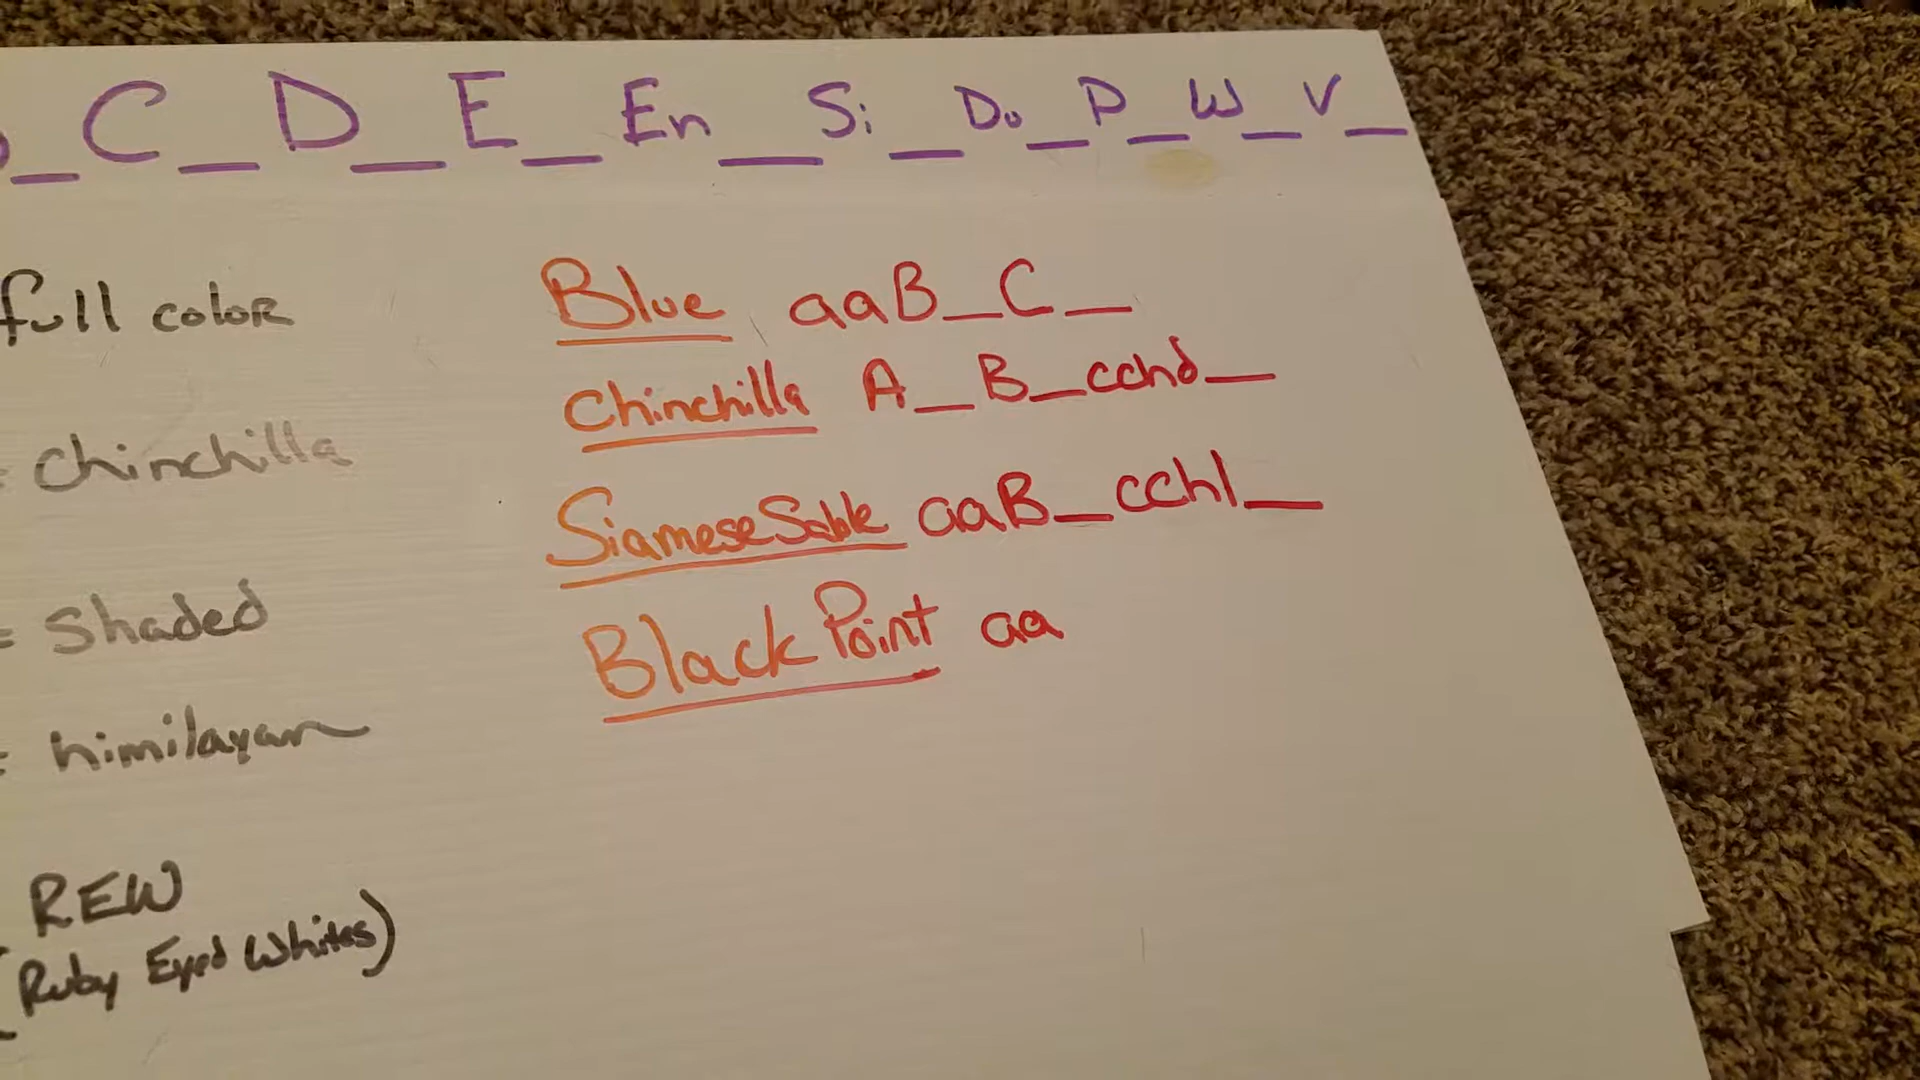 _C_D_E_En_Si_Du_P_W_V_
full color
Blue aaB_C_
= Chinchilla
Chinchilla A_B_cchd_
Siamese Sable aaB_cchl_
= Shaded
Black Point aa
= himilayan
REW
(Ruby Eyed Whites)